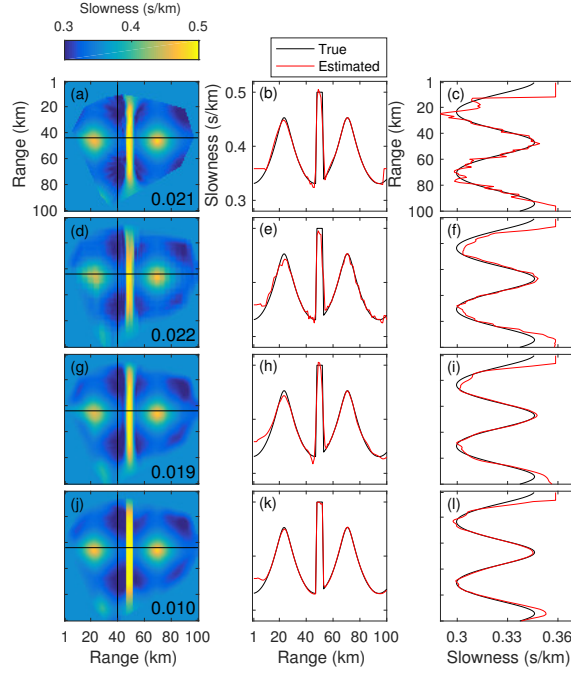 Slowness (s/km)
0.3 0.4 0.5
True
Estimated
(a)
0.021
1
20
40
60
80
100
Range (km)
(b)
0.5
0.4
0.3
Slowness (s/km)
(c)
1
20
40
60
80
100
Range (km)
(d)
0.022
(e)
(f)
(g)
0.019
(h)
(i)
(j)
0.010
(k)
(l)
1 20 40 60 80 100
Range (km)
1 20 40 60 80 100
Range (km)
0.3 0.33 0.36
Slowness (s/km)